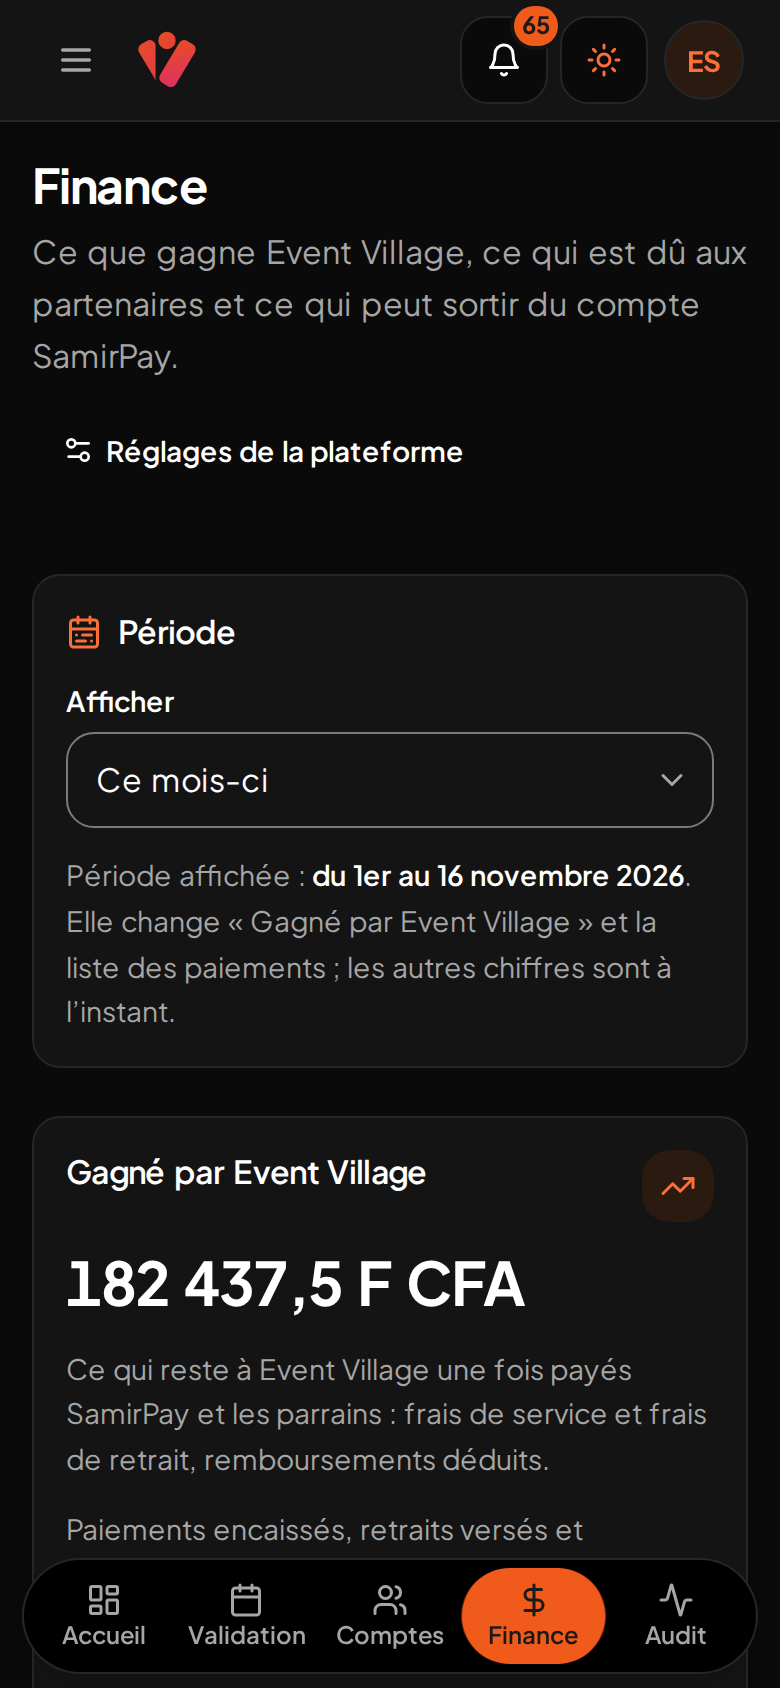 65
ES
Finance
Ce que gagne Event Village, ce qui est dû aux
partenaires et ce qui peut sortir du compte
SamirPay.
Réglages de la plateforme
Période
Afficher
Ce mois-ci
Période affichée : du 1er au 16 novembre 2026.
Elle change « Gagné par Event Village » et la
liste des paiements ; les autres chiffres sont à
l’instant.
Gagné par Event Village
182 437,5 F CFA
Ce qui reste à Event Village une fois payés
SamirPay et les parrains : frais de service et frais
de retrait, remboursements déduits.
Paiements encaissés, retraits versés et
Accueil
Validation
Comptes
Finance
Audit